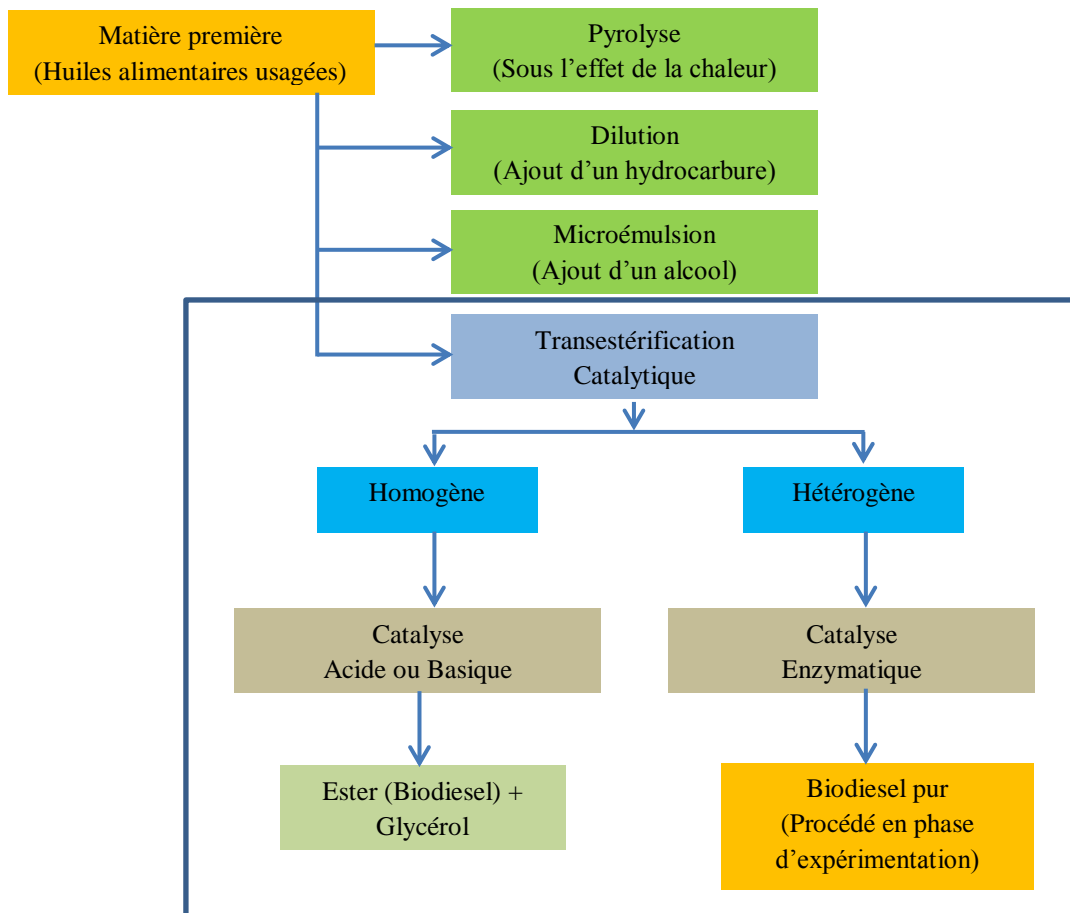 Matière première
(Huiles alimentaires usagées)
Pyrolyse
(Sous l’effet de la chaleur)
Dilution
(Ajout d’un hydrocarbure)
Microémulsion
(Ajout d’un alcool)
Transestérification
Catalytique
Homogène
Hétérogène
Catalyse
Acide ou Basique
Catalyse
Enzymatique
Ester (Biodiesel) +
Glycérol
Biodiesel pur
(Procédé en phase
d’expérimentation)